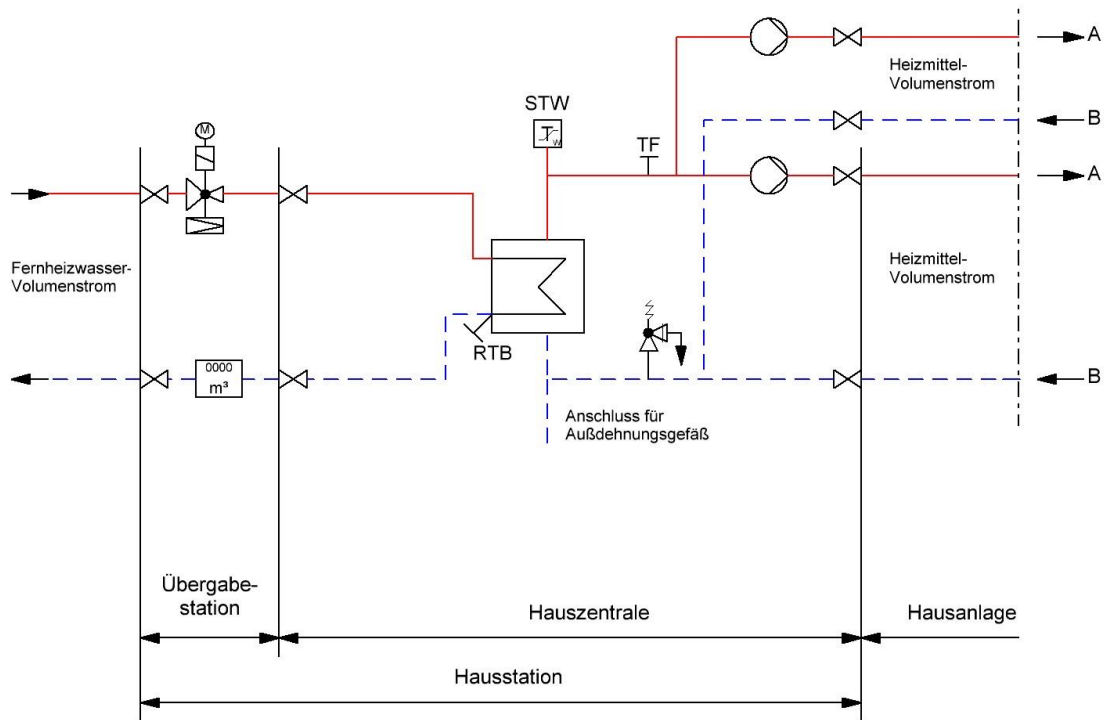 A
Heizmittel-
Volumenstrom
STW
M
T
W
TF
B
A
Fernheizwasser-
Volumenstrom
Heizmittel-
Volumenstrom
RTB
0000
m³
B
Anschluss für
Außdehnungsgefäß
Übergabe-
station
Hauszentrale
Hausanlage
Hausstation